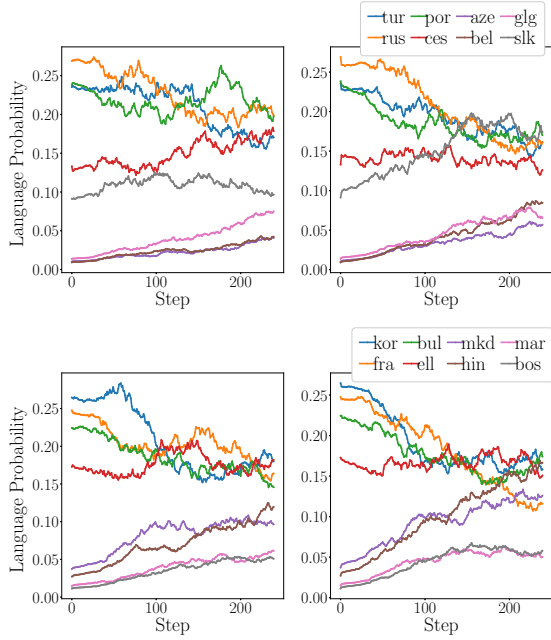 tur por aze glg
rus ces bel slk
Language Probability
0.25
0.20
0.15
0.10
0.05
0.00
0 100 200
Step
0.25
0.20
0.15
0.10
0.05
0.00
0 100 200
Step
kor bul mkd mar
fra ell hin bos
Language Probability
0.25
0.20
0.15
0.10
0.05
0.00
0 100 200
Step
0.25
0.20
0.15
0.10
0.05
0.00
0 100 200
Step